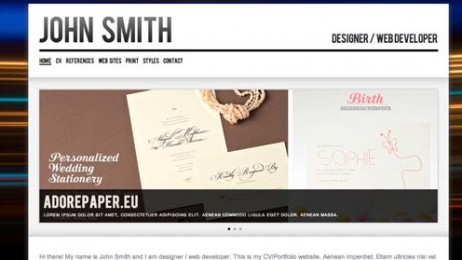 JOHN SMITH
DESIGNER / WEB DEVELOPER
HOME CV REFERENCES WEB SITES PRINT STYLES CONTACT
Personalized
Wedding
Stationery
Birth
announcements
SOPHIE
ADOREPAPER.EU
LOREM IPSUM DOLOR SIT AMET, CONSECTETUER ADIPISCING ELIT. AENEAN COMMODO LIGULA EGET DOLOR. AENEAN MASSA.
Hi there! My name is John Smith and I am designer / web developer. This is my CV/Portfolio website. Aenean imperdiet. Etiam ultricies nisi vel